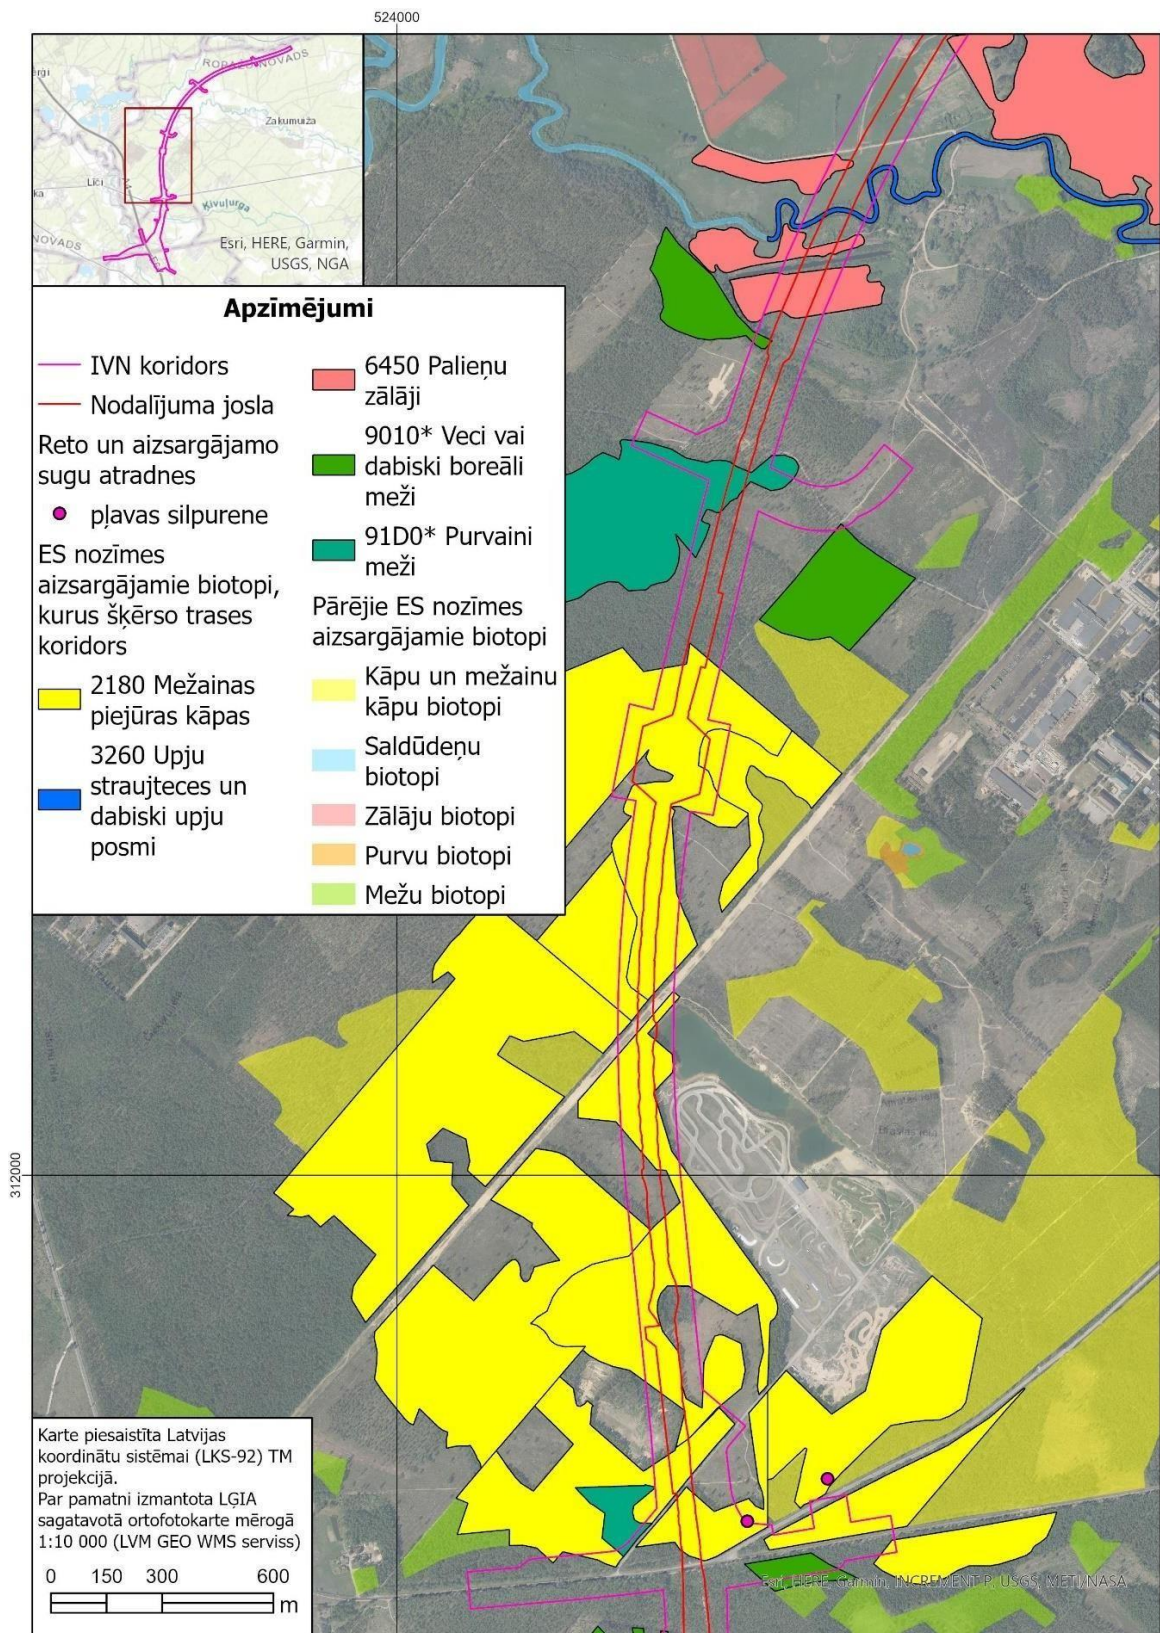 524000
ROPAŽU NOVADS
Zakumuiža
Līči
Ķivuļurga
NOVADS
Esri, HERE, Garmin,
USGS, NGA
Apzīmējumi
IVN koridors
Nodalījuma josla
Reto un aizsargājamo
sugu atradnes
pļavas silpurene
ES nozīmes
aizsargājamie biotopi,
kurus šķērso trases
koridors
2180 Mežainas
piejūras kāpas
3260 Upju
straujteces un
dabiski upju
posmi
6450 Palieņu
zālāji
9010* Veci vai
dabiski boreāli
meži
91D0* Purvaini
meži
Pārējie ES nozīmes
aizsargājamie biotopi
Kāpu un mežainu
kāpu biotopi
Saldūdeņu
biotopi
Zālāju biotopi
Purvu biotopi
Mežu biotopi
312000
Karte piesaistīta Latvijas
koordinātu sistēmai (LKS-92) TM
projekcijā.
Par pamatni izmantota LĢIA
sagatavotā ortofotokarte mērogā
1:10 000 (LVM GEO WMS serviss)
0 150 300 600
m
Esri, HERE, Garmin, INCREMENT P, USGS, METI/NASA